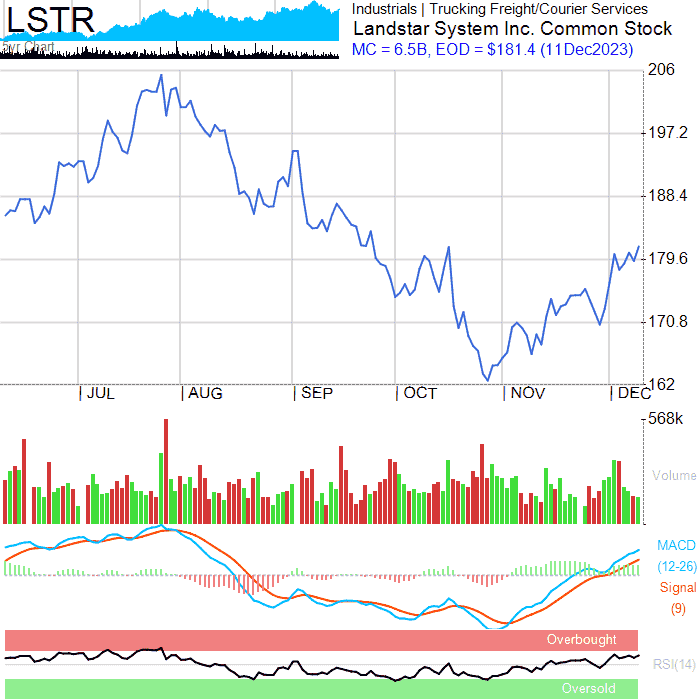 LSTR
5yr Chart
Industrials | Trucking Freight/Courier Services
Landstar System Inc. Common Stock
MC = 6.5B, EOD = $181.4 (11Dec2023)
206
197.2
188.4
179.6
170.8
162
JUL
AUG
SEP
OCT
NOV
DEC
568k
Volume
MACD
(12-26)
Signal
(9)
Overbought
RSI(14)
Oversold